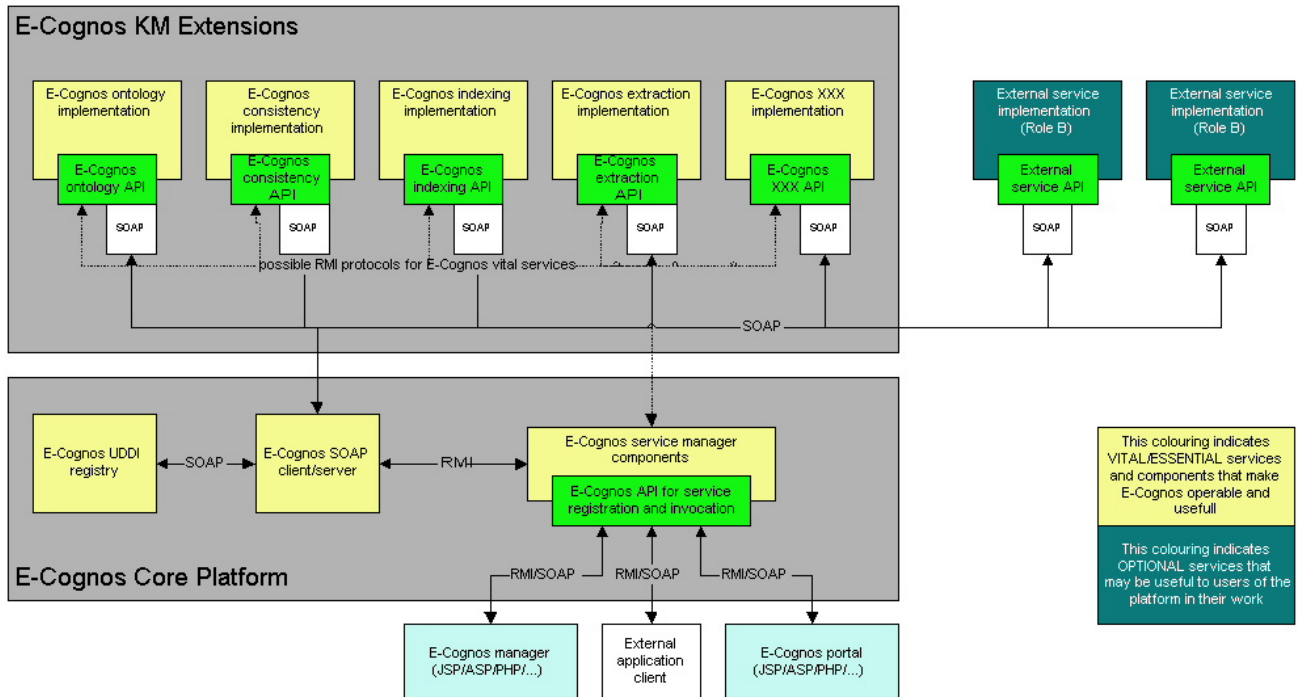 E-Cognos KM Extensions
E-Cognos ontology
implementation
E-Cognos
consistency
implementation
E-Cognos indexing
implementation
E-Cognos extraction
implementation
E-Cognos XXX
implementation
External service
implementation
(Role B)
External service
implementation
(Role B)
E-Cognos
ontology API
E-Cognos
consistency
API
E-Cognos
indexing API
E-Cognos
extraction
API
E-Cognos
XXX API
External
service API
External
service API
SOAP
SOAP
SOAP
SOAP
SOAP
SOAP
SOAP
possible RMI protocols for E-Cognos vital services
SOAP
E-Cognos UDDI
registry
SOAP
E-Cognos SOAP
client/server
RMI
E-Cognos service manager
components
E-Cognos API for service
registration and invocation
This colouring indicates
VITAL/ESSENTIAL services
and components that make
E-Cognos operable and
usefull
This colouring indicates
OPTIONAL services that
may be useful to users of the
platform in their work
E-Cognos Core Platform
RMI/SOAP
RMI/SOAP
RMI/SOAP
E-Cognos manager
(JSP/ASP/PHP/...)
External
application
client
E-Cognos portal
(JSP/ASP/PHP/...)